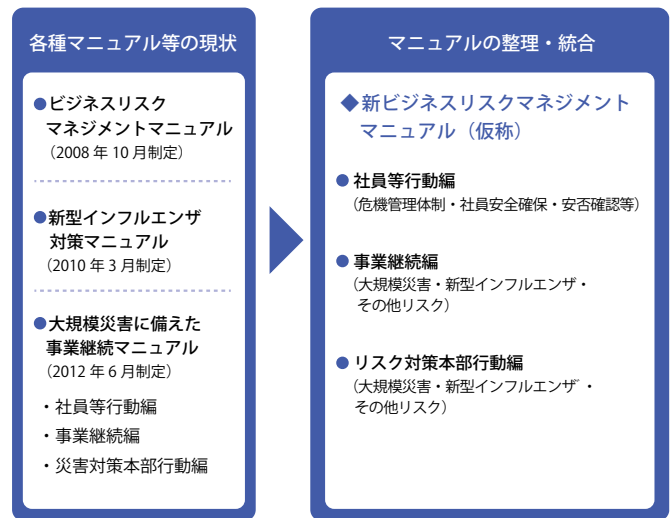 各種マニュアル等の現状
●ビジネスリスク
マネジメントマニュアル
（2008 年 10 月制定）
●新型インフルエンザ
対策マニュアル
（2010 年 3 月制定）
●大規模災害に備えた
事業継続マニュアル
（2012 年 6 月制定）
・社員等行動編
・事業継続編
・災害対策本部行動編
マニュアルの整理・統合
◆新ビジネスリスクマネジメント
マニュアル（仮称）
●社員等行動編
（危機管理体制・社員安全確保・安否確認等）
●事業継続編
（大規模災害・新型インフルエンザ・
その他リスク）
●リスク対策本部行動編
（大規模災害・新型インフルエンザ・
その他リスク）